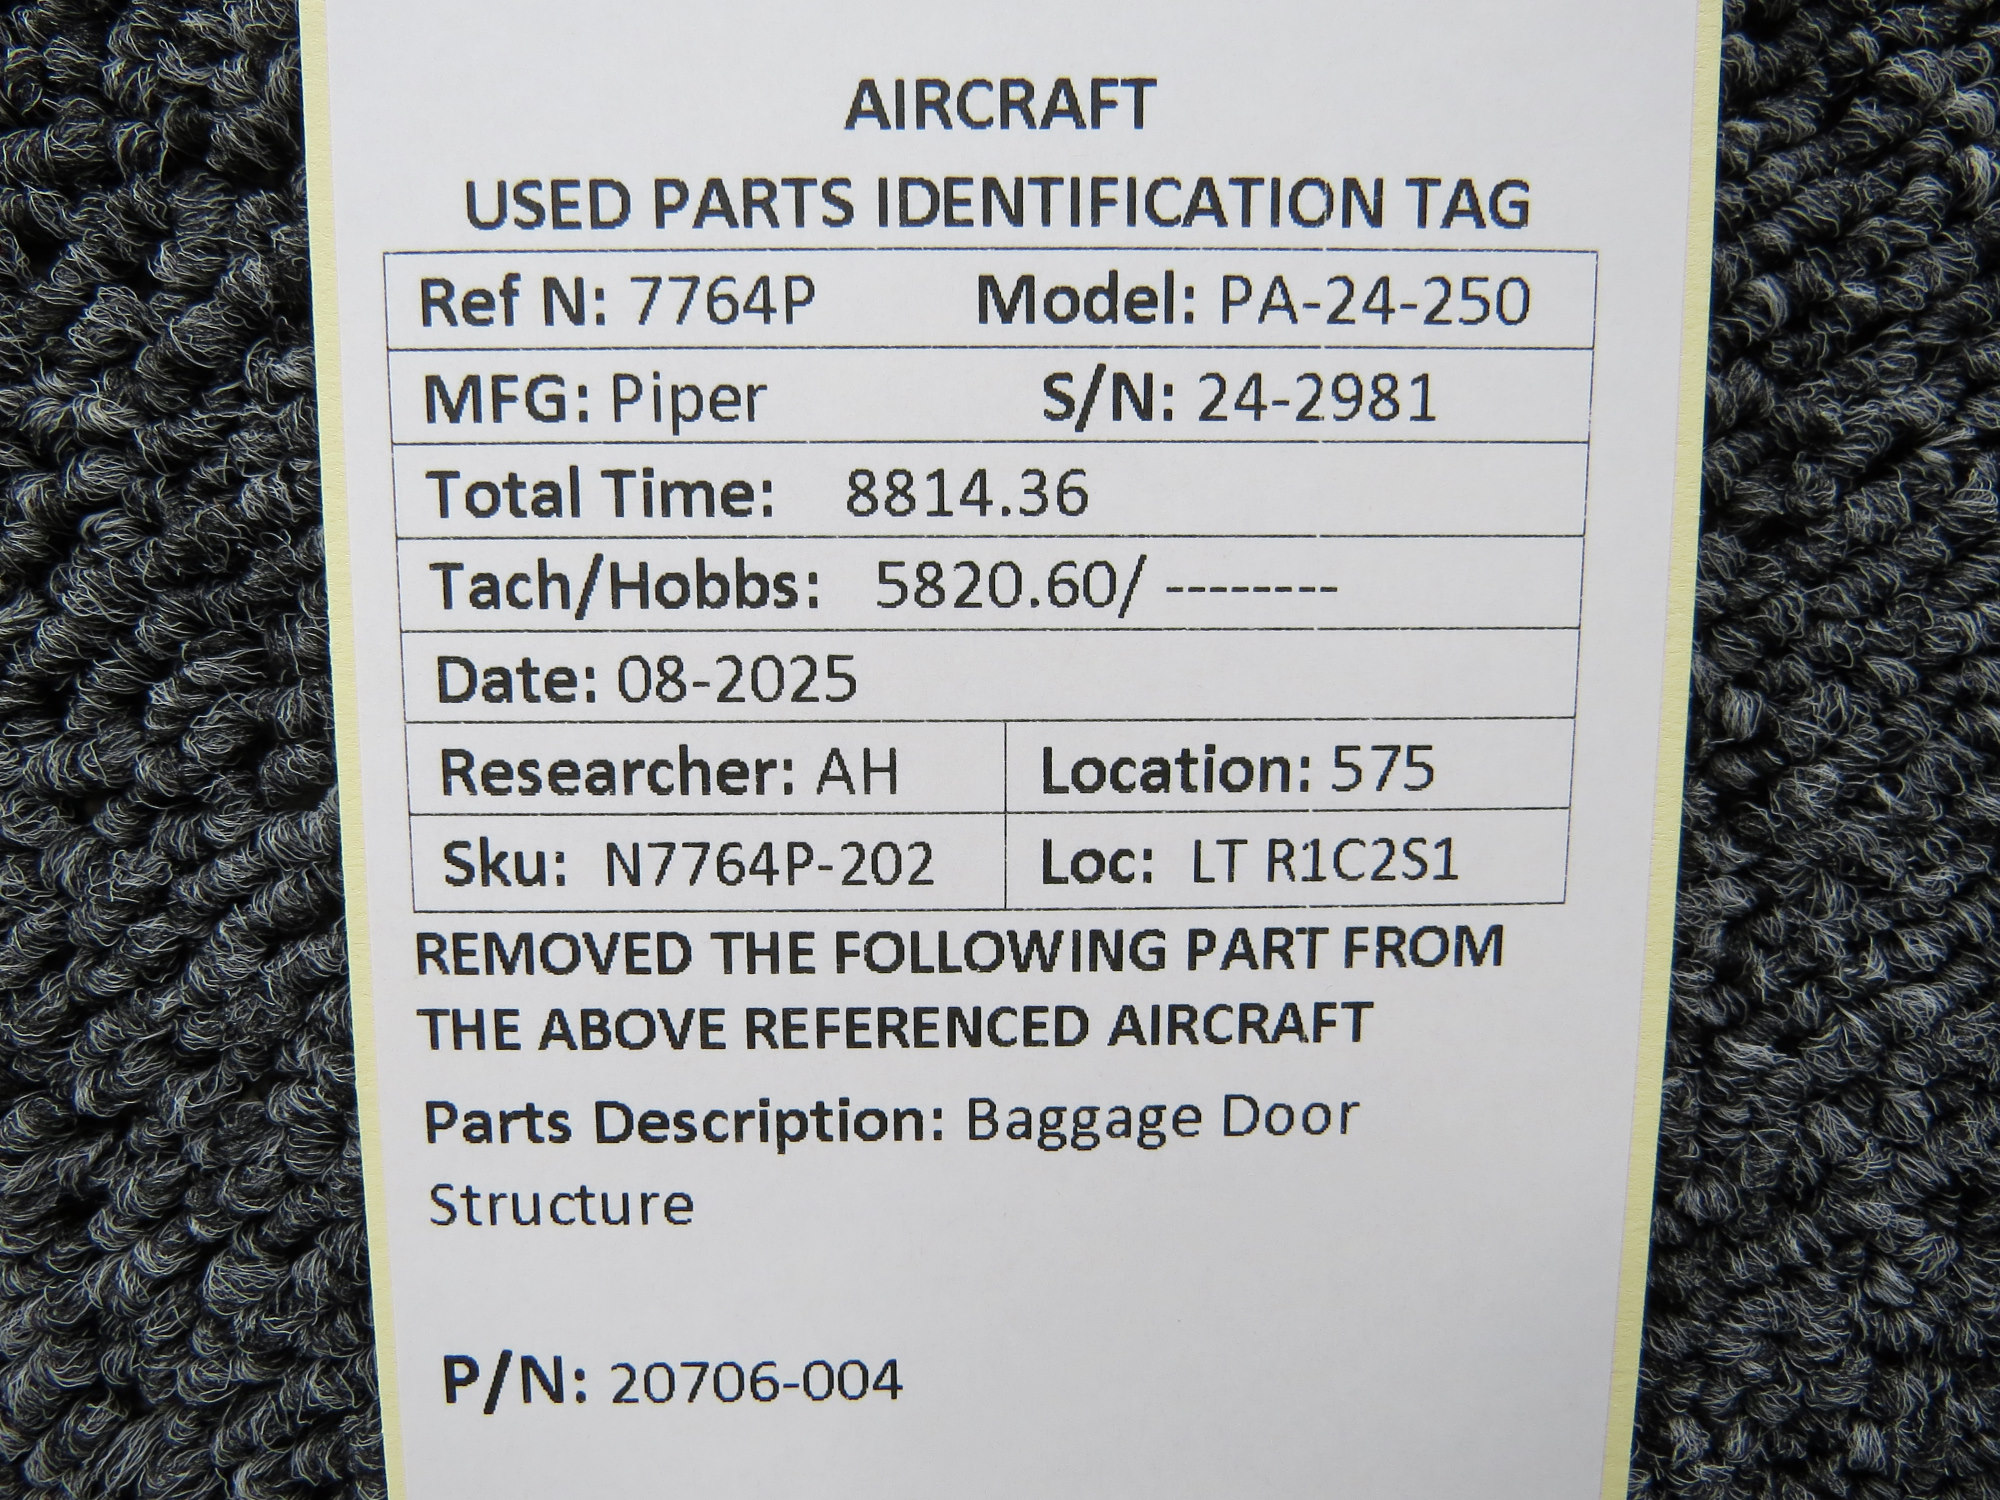 AIRCRAFT
USED PARTS IDENTIFICATION TAG
Ref N: 7764P Model: PA-24-250
MFG: Piper S/N: 24-2981
Total Time: 8814.36
Tach/Hobbs: 5820.60/ --------
Date: 08-2025
Researcher: AH Location: 575
Sku: N7764P-202 Loc: LT R1C2S1
REMOVED THE FOLLOWING PART FROM
THE ABOVE REFERENCED AIRCRAFT
Parts Description: Baggage Door
Structure
P/N: 20706-004